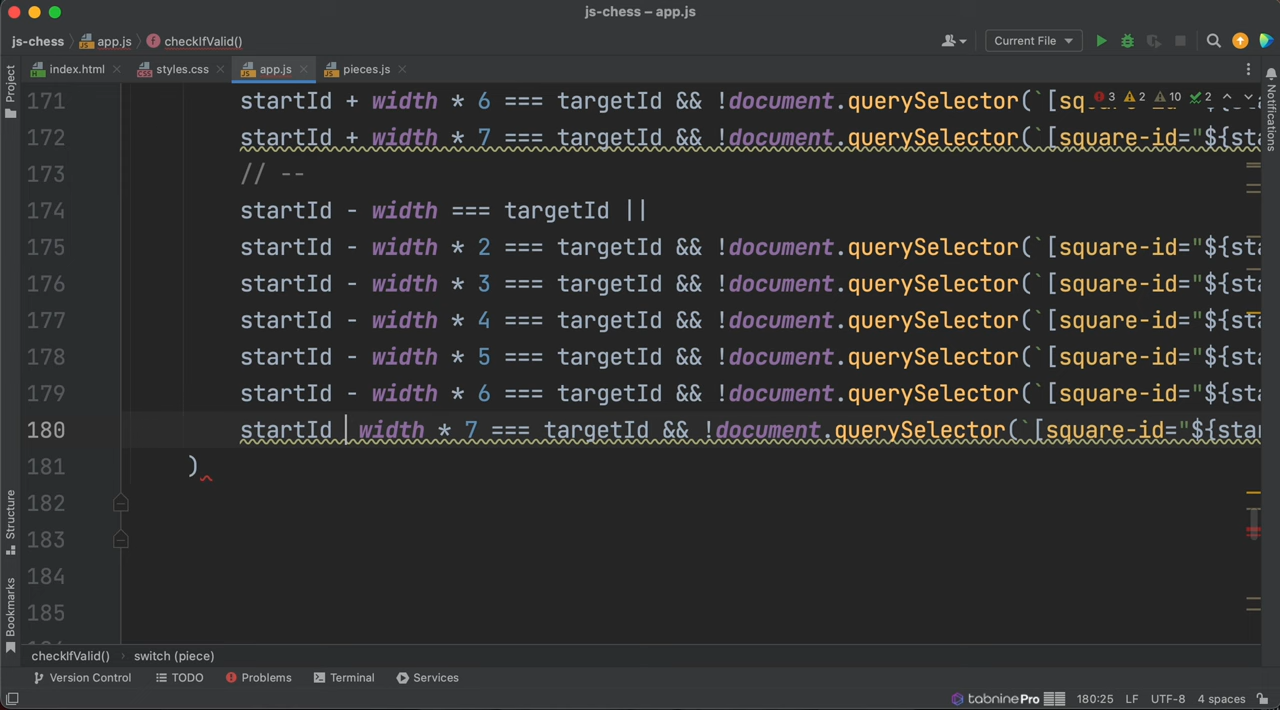 js-chess – app.js
js-chess app.js checkIfValid() Current File
index.html styles.css app.js pieces.js
Project
Notifications
3 2 10 2
171 startId + width * 6 === targetId && !document.querySelector(`[sq
172 startId + width * 7 === targetId && !document.querySelector(`[square-id="${sta
173 // --
174 startId - width === targetId ||
175 startId - width * 2 === targetId && !document.querySelector(`[square-id="${sta
176 startId - width * 3 === targetId && !document.querySelector(`[square-id="${sta
177 startId - width * 4 === targetId && !document.querySelector(`[square-id="${sta
178 startId - width * 5 === targetId && !document.querySelector(`[square-id="${sta
179 startId - width * 6 === targetId && !document.querySelector(`[square-id="${sta
180 startId width * 7 === targetId && !document.querySelector(`[square-id="${star
181 )
182
183
184
185
Structure
Bookmarks
checkIfValid() switch (piece)
Version Control TODO Problems Terminal Services
tabnine Pro 180:25 LF UTF-8 4 spaces